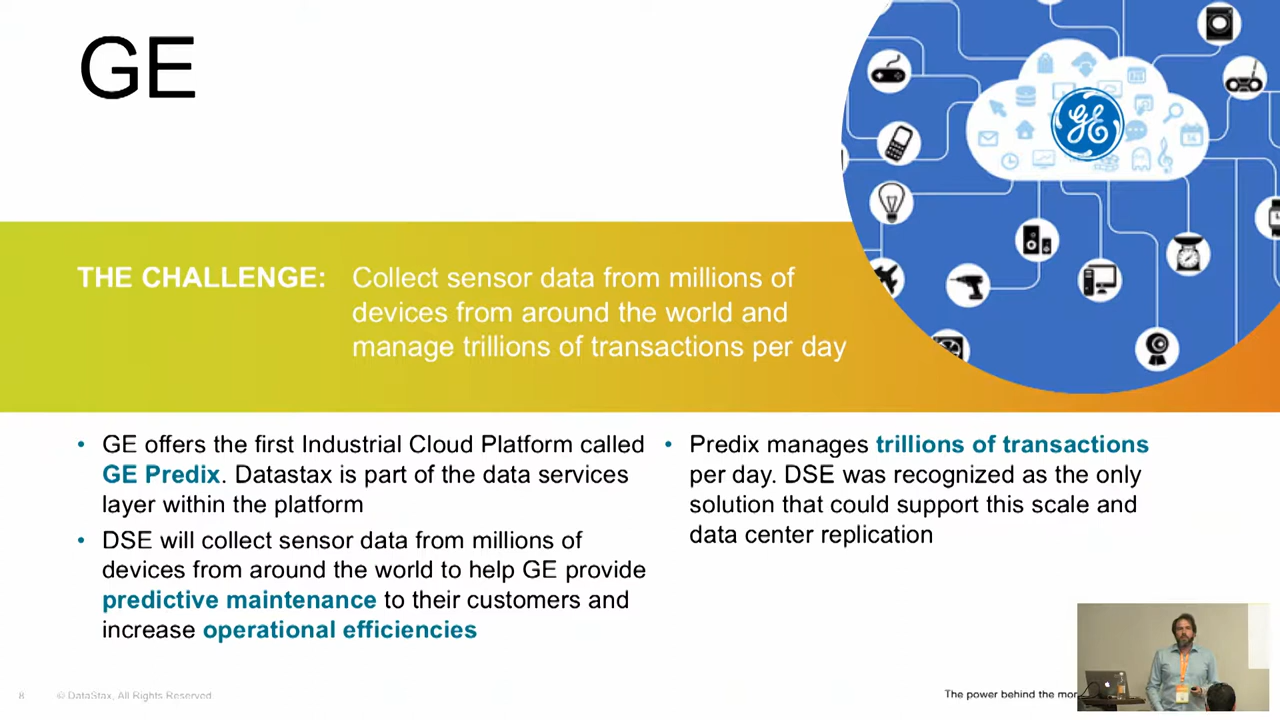 GE
THE CHALLENGE:
Collect sensor data from millions of
devices from around the world and
manage trillions of transactions per day
• GE offers the first Industrial Cloud Platform called
GE Predix. Datastax is part of the data services
layer within the platform
• DSE will collect sensor data from millions of
devices from around the world to help GE provide
predictive maintenance to their customers and
increase operational efficiencies
• Predix manages trillions of transactions
per day. DSE was recognized as the only
solution that could support this scale and
data center replication
8
© DataStax, All Rights Reserved
The power behind the